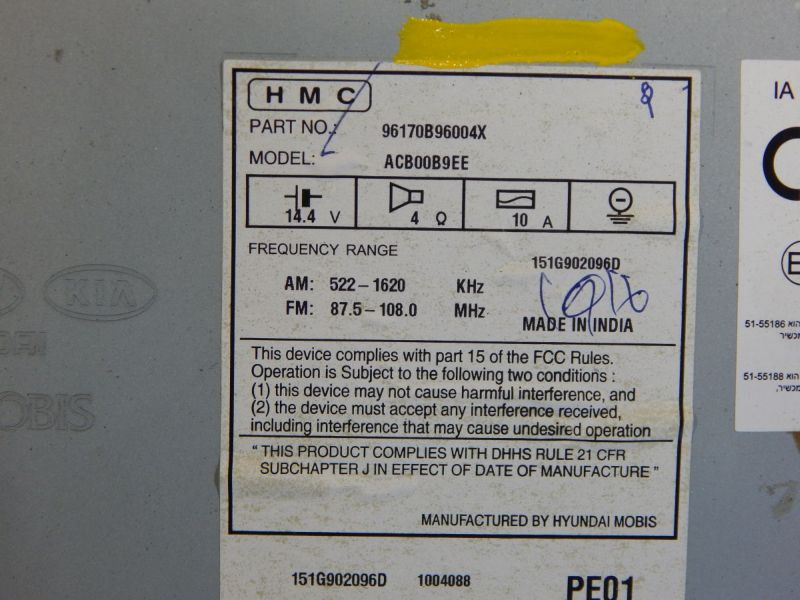 HMC
PART NO.: 96170B96004X
MODEL: ACB00B9EE
14.4 V 4 Ω 10 A
FREQUENCY RANGE
151G902096D
AM: 522-1620 KHz
FM: 87.5-108.0 MHz
MADE IN INDIA
This device complies with part 15 of the FCC Rules.
Operation is Subject to the following two conditions :
(1) this device may not cause harmful interference, and
(2) the device must accept any interference received,
including interference that may cause undesired operation
" THIS PRODUCT COMPLIES WITH DHHS RULE 21 CFR
SUBCHAPTER J IN EFFECT OF DATE OF MANUFACTURE "
MANUFACTURED BY HYUNDAI MOBIS
151G902096D 1004088 PE01
KIA
MOBIS
IA
51-55186 הוא
מכשיר
51-55188 הוא
מכשיר,